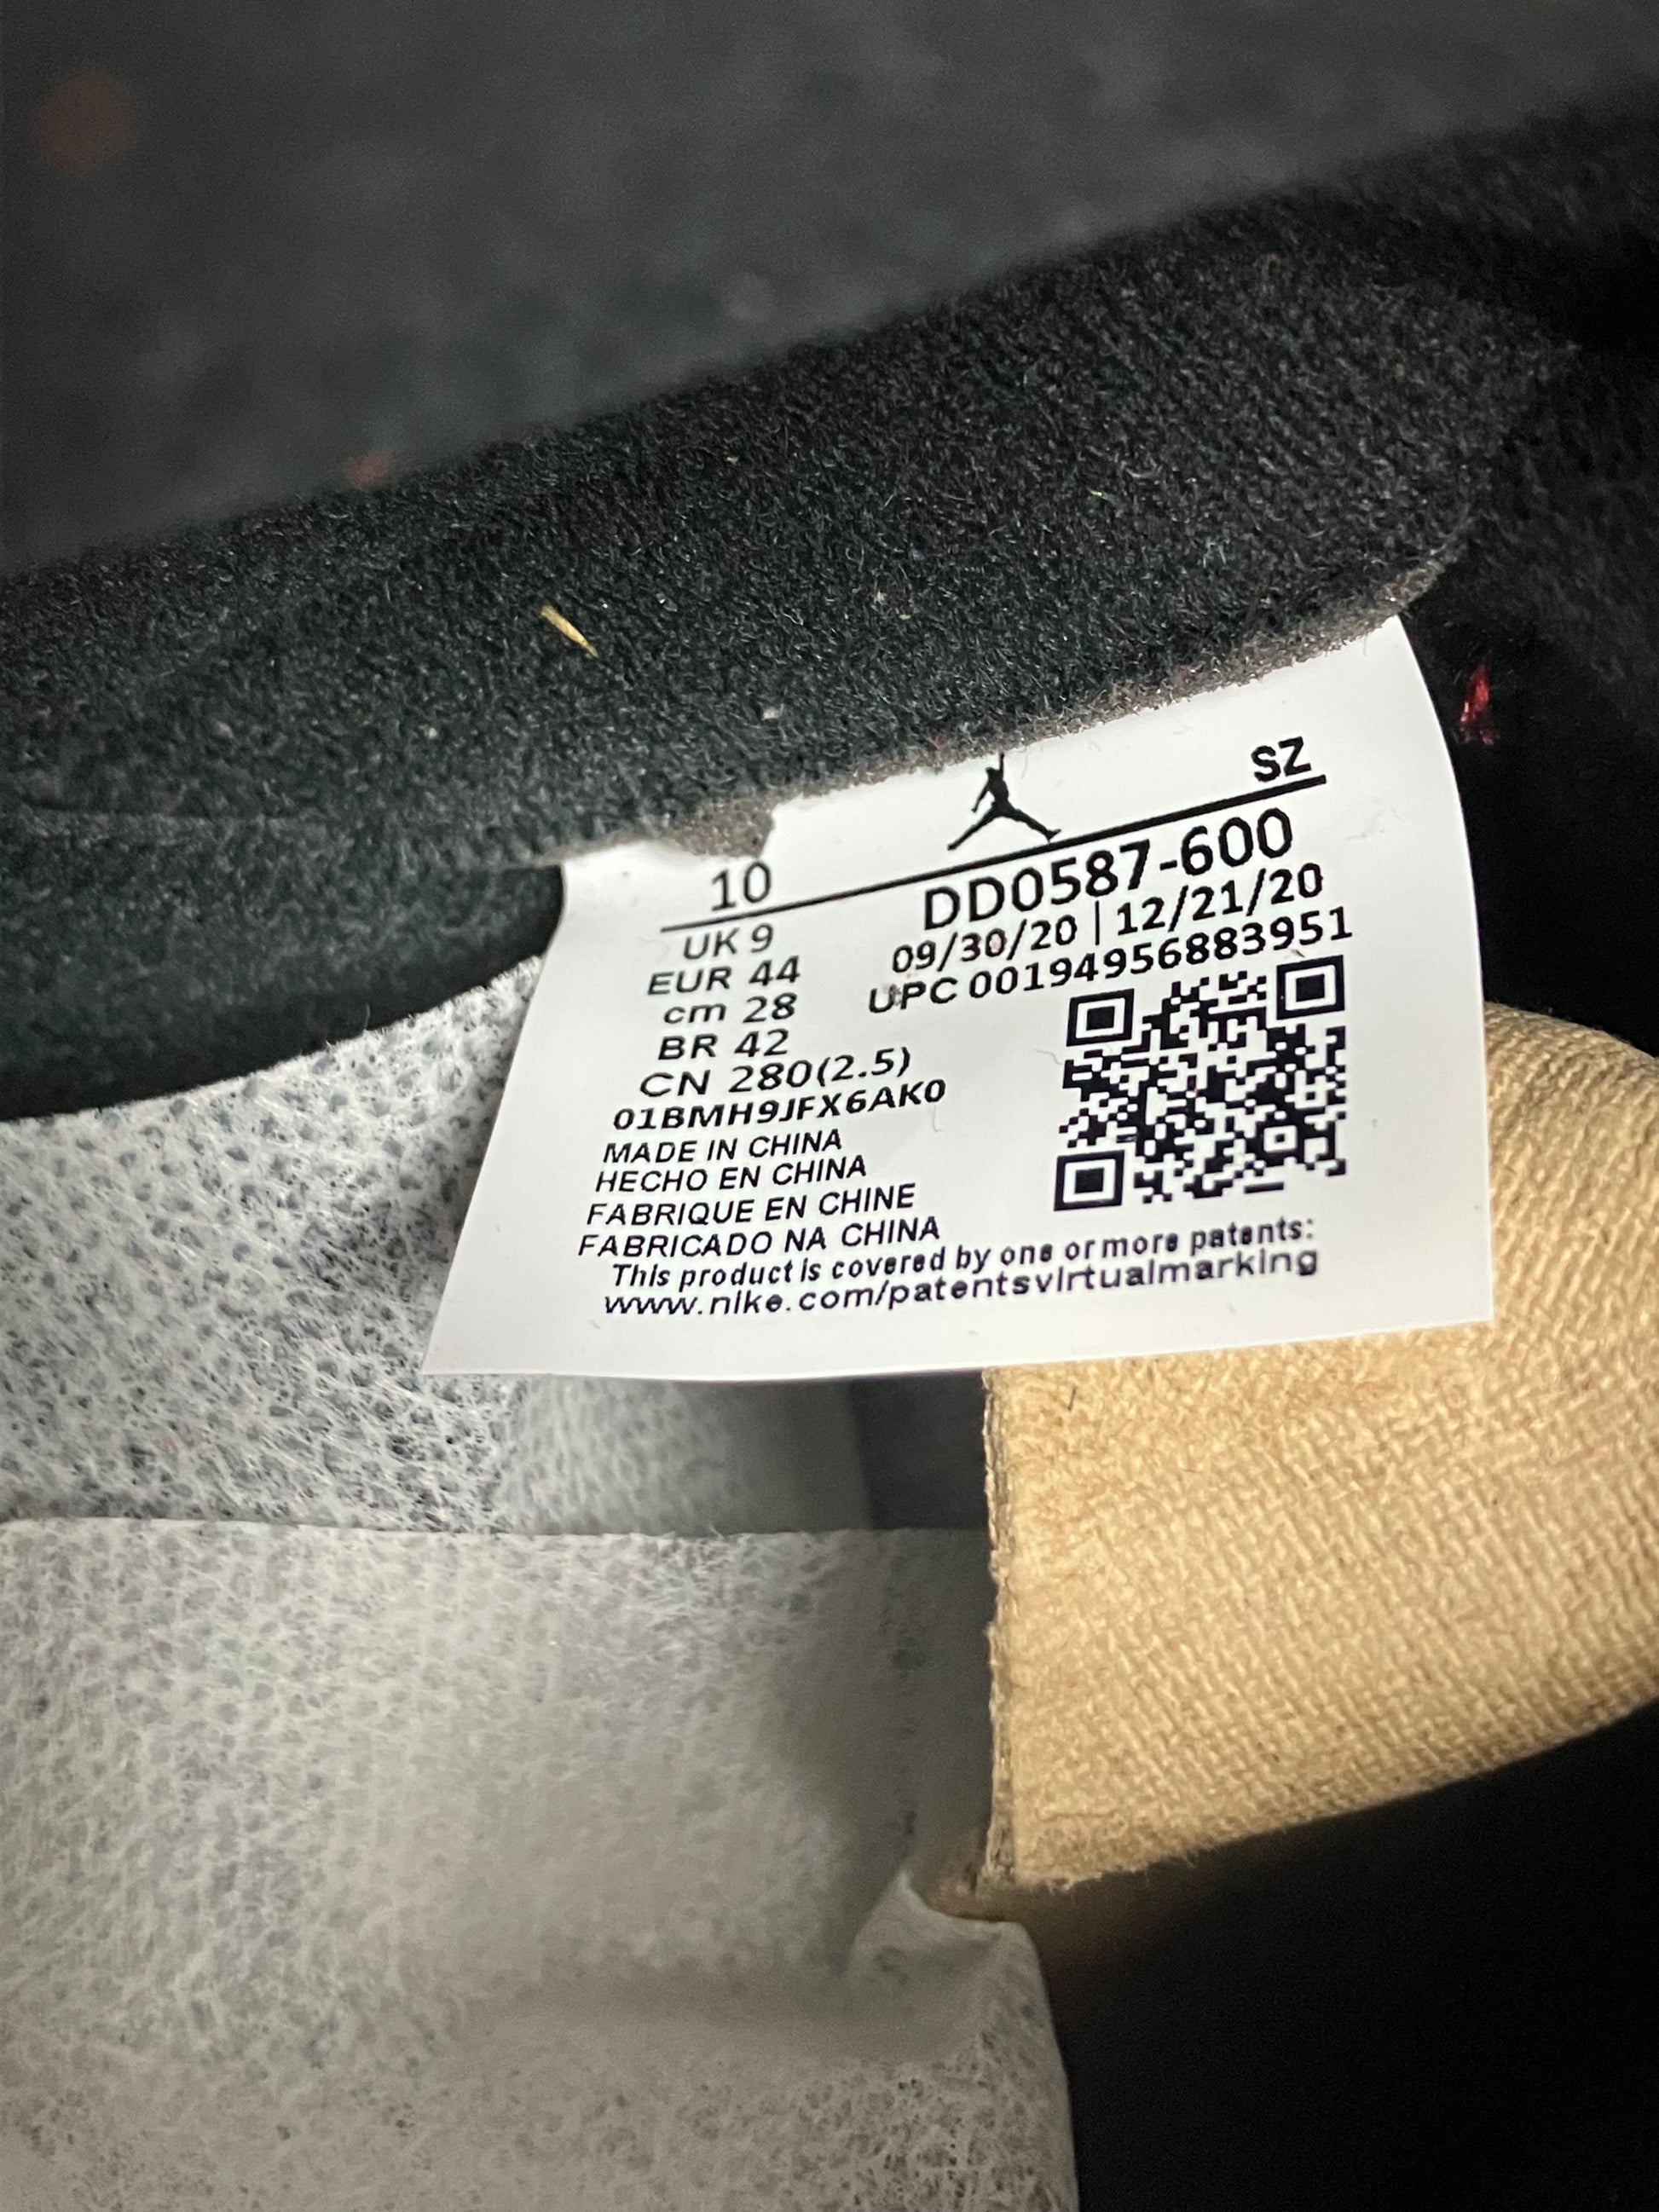 SZ
10
DD0587-600
UK 9
09/30/20 | 12/21/20
EUR 44
UPC 00194956883951
cm 28
BR 42
CN 280(2.5)
01BMH9JFX6AK0
MADE IN CHINA
HECHO EN CHINA
FABRIQUE EN CHINE
FABRICADO NA CHINA
This product is covered by one or more patents:
www.nike.com/patentsvirtualmarking